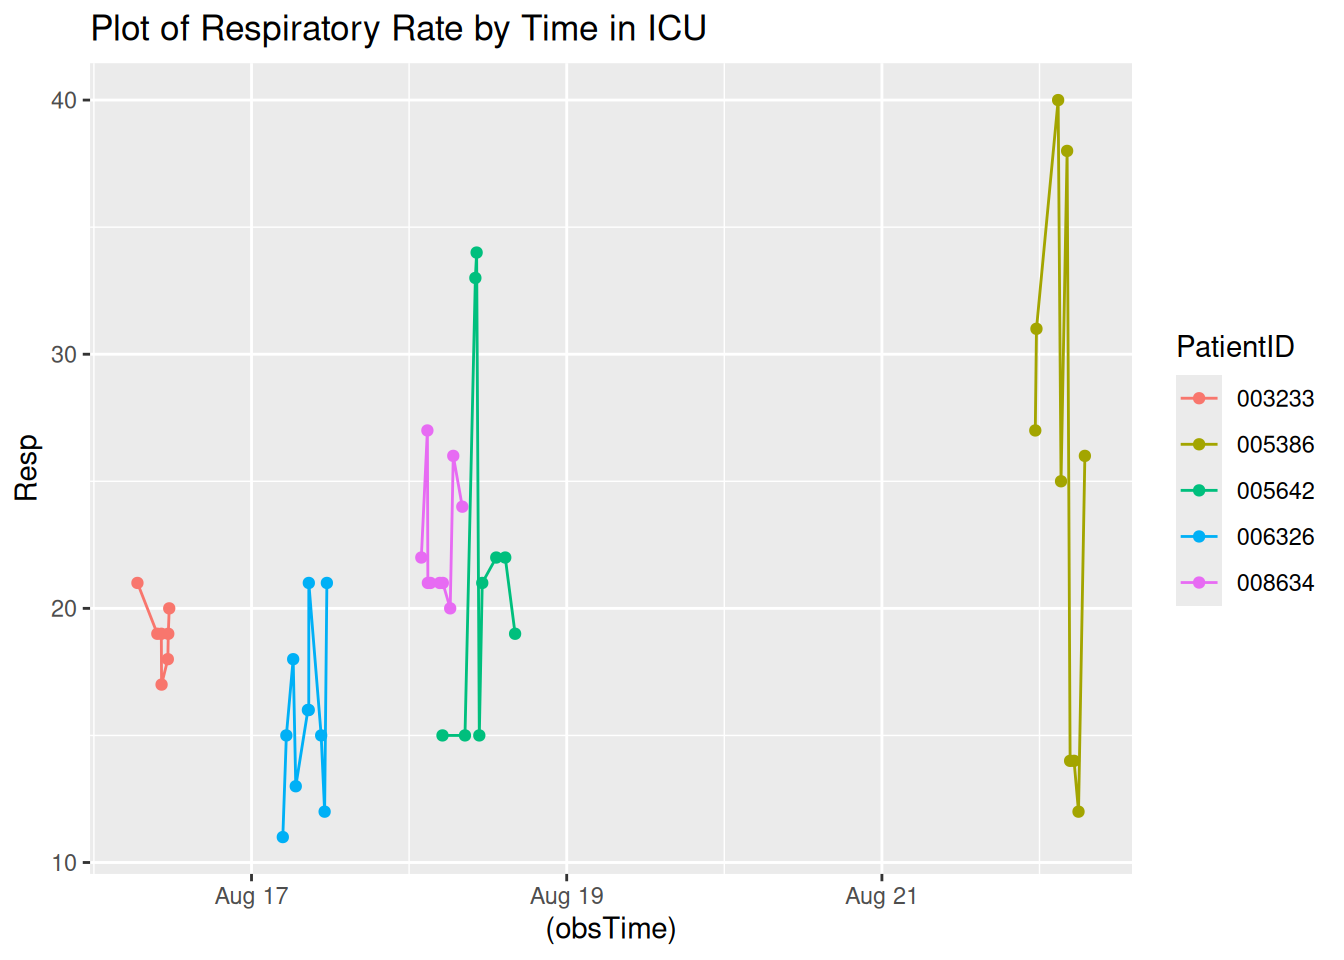 Plot of Respiratory Rate by Time in ICU
40
30
20
10
Resp
Aug 17 Aug 19 Aug 21
(obsTime)
PatientID
003233
005386
005642
006326
008634